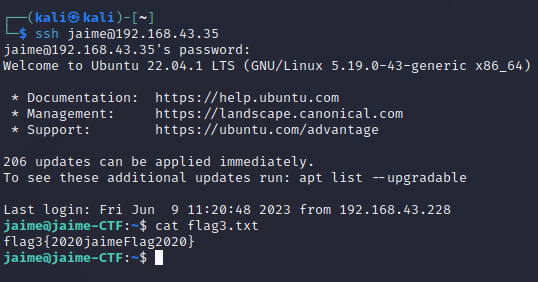 ┌──(kali㉿kali)-[~]
└─$ ssh jaime@192.168.43.35
jaime@192.168.43.35's password:
Welcome to Ubuntu 22.04.1 LTS (GNU/Linux 5.19.0-43-generic x86_64)
* Documentation:  https://help.ubuntu.com
* Management:     https://landscape.canonical.com
* Support:        https://ubuntu.com/advantage
206 updates can be applied immediately.
To see these additional updates run: apt list --upgradable
Last login: Fri Jun  9 11:20:48 2023 from 192.168.43.228
jaime@jaime-CTF:~$ cat flag3.txt
flag3{2020jaimeFlag2020}
jaime@jaime-CTF:~$